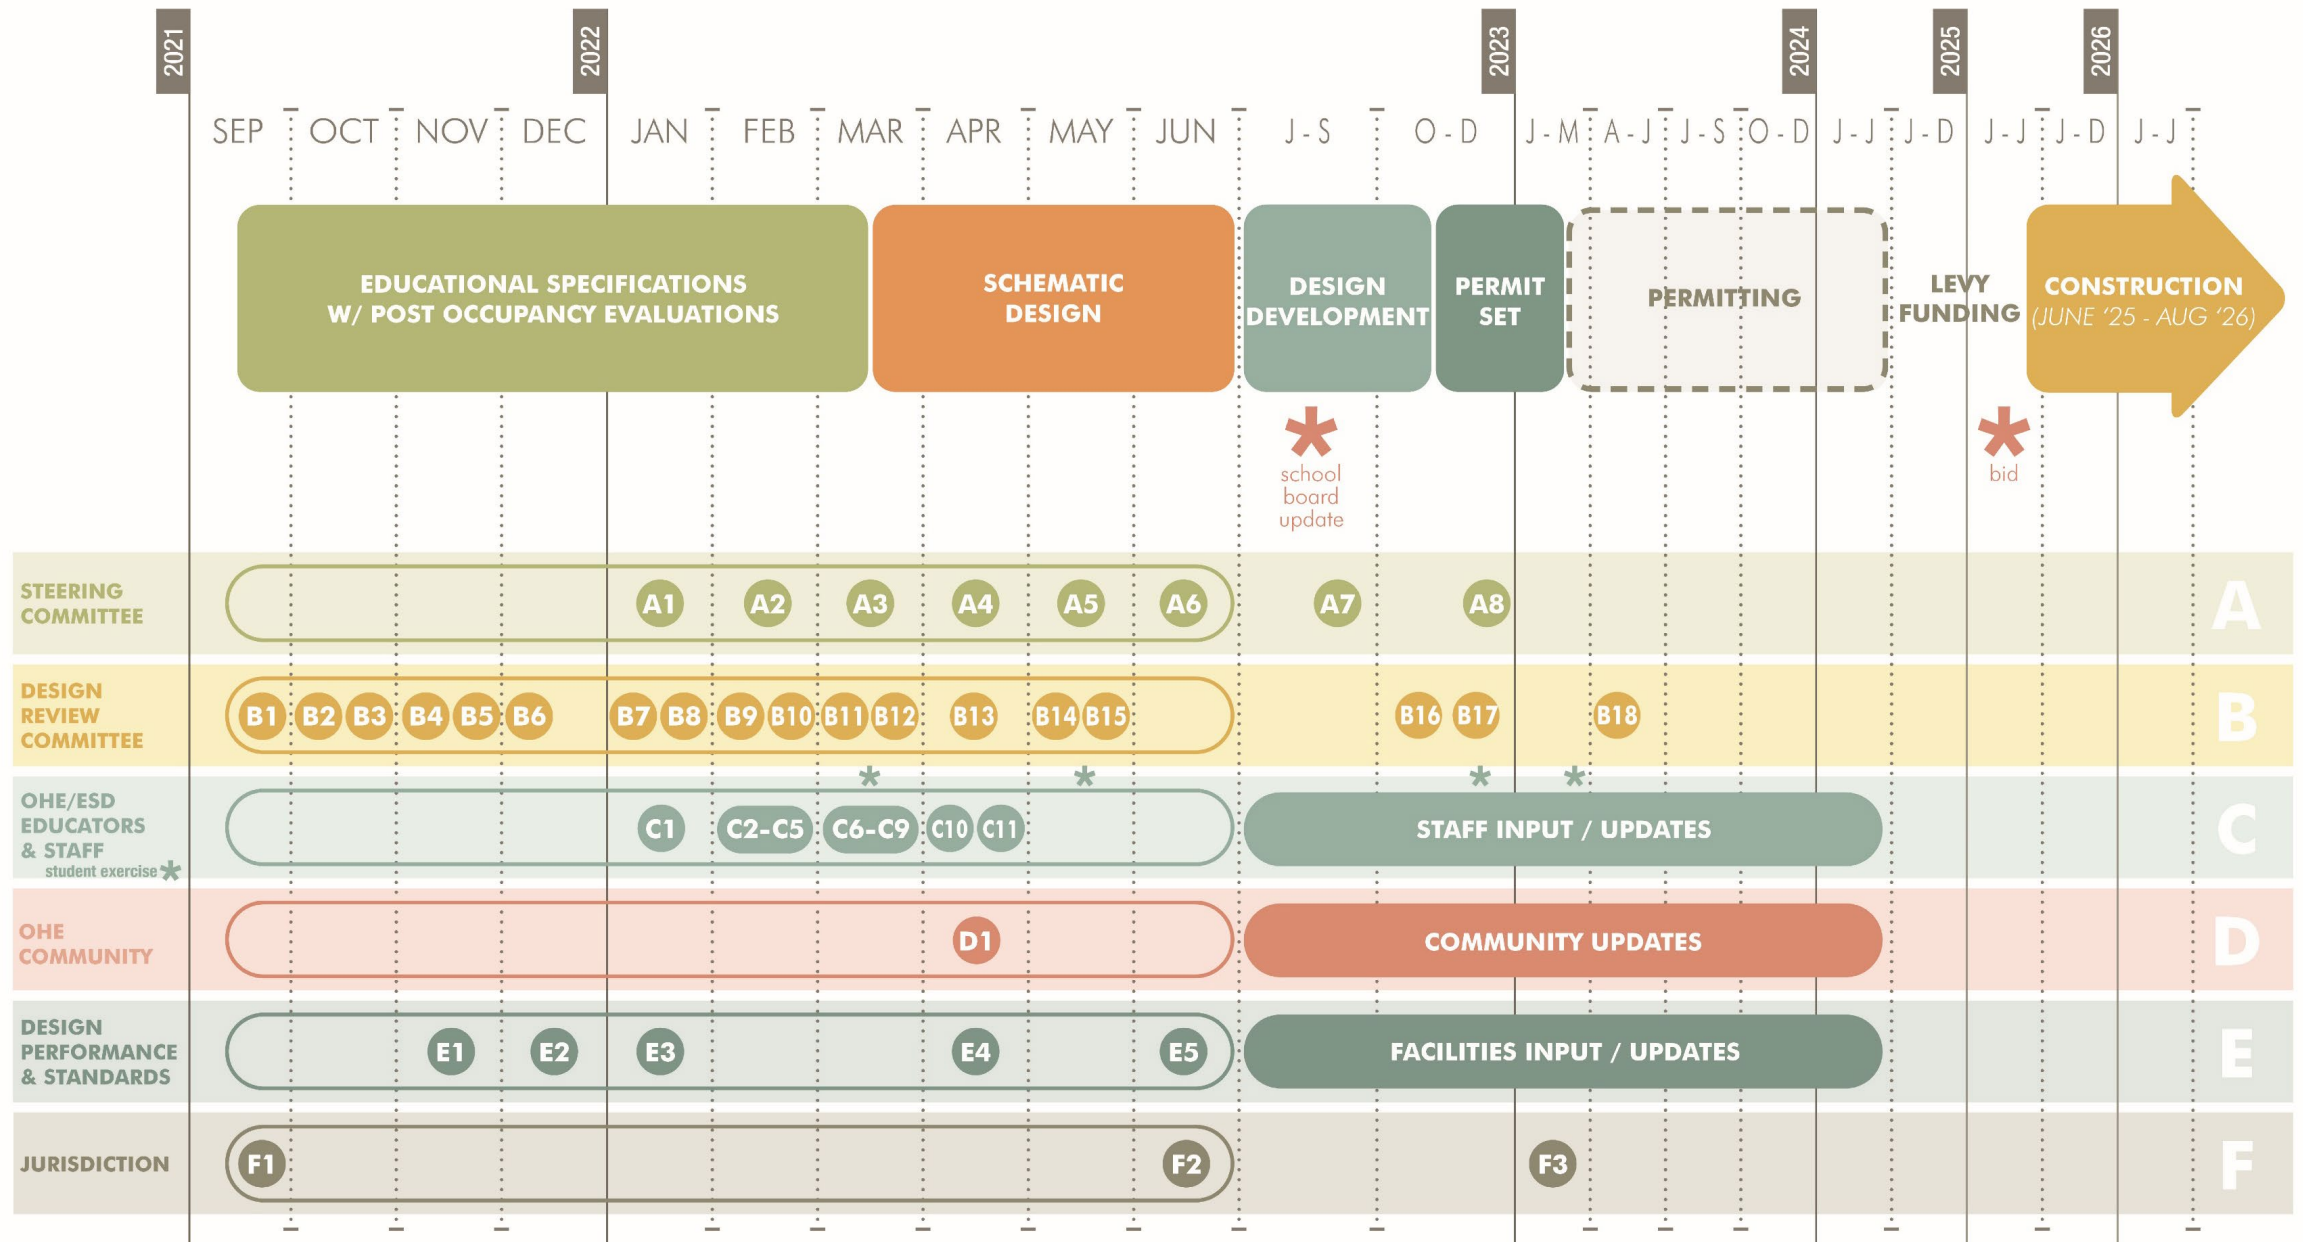 2021
2022
2023
2024
2025
2026
SEP OCT NOV DEC JAN FEB MAR APR MAY JUN J - S O - D J - M A - J J - S O - D J - J J - D J - J J - D J - J
EDUCATIONAL SPECIFICATIONS
W/ POST OCCUPANCY EVALUATIONS
SCHEMATIC
DESIGN
DESIGN
DEVELOPMENT
PERMIT
SET
PERMITTING
LEVY
FUNDING
CONSTRUCTION
(JUNE ‘25 - AUG ‘26)
*
school
board
update
*
bid
STEERING
COMMITTEE
A1 A2 A3 A4 A5 A6 A7 A8
A
DESIGN
REVIEW
COMMITTEE
B1 B2 B3 B4 B5 B6 B7 B8 B9 B10 B11 B12 B13 B14 B15 B16 B17 B18
B
* * * *
OHE/ESD
EDUCATORS
& STAFF
student exercise *
C1 C2-C5 C6-C9 C10 C11
STAFF INPUT / UPDATES
C
OHE
COMMUNITY
D1
COMMUNITY UPDATES
D
DESIGN
PERFORMANCE
& STANDARDS
E1 E2 E3 E4 E5
FACILITIES INPUT / UPDATES
E
JURISDICTION
F1 F2 F3
F